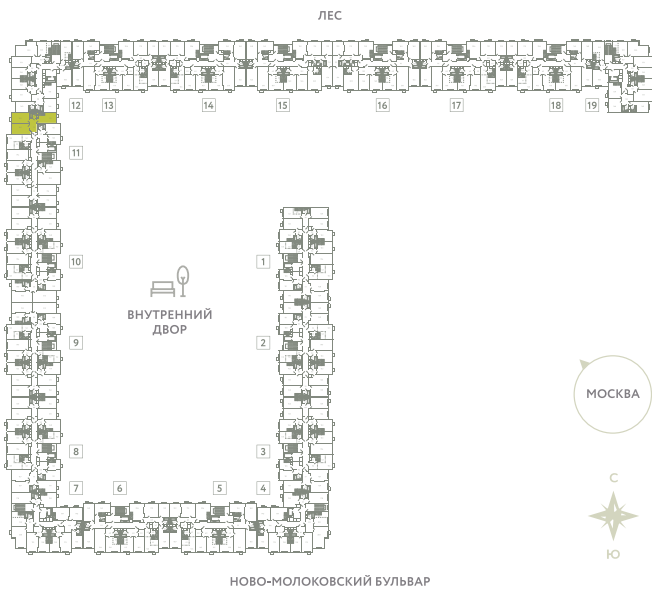 ЛЕС
12 13 14 15 16 17 18 19
11
10 1
ВНУТРЕННИЙ
ДВОР
9 2
МОСКВА
8 3
С
7 6 5 4
Ю
НОВО-МОЛОКОВСКИЙ БУЛЬВАР